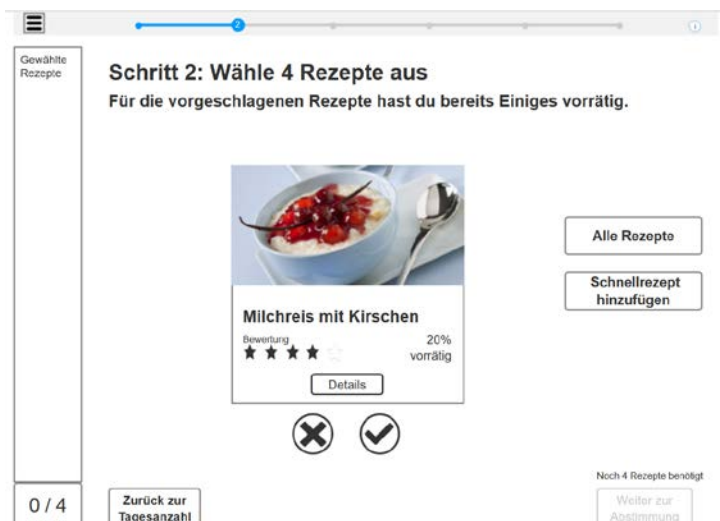 2
Gewählte
Rezepte
Schritt 2: Wähle 4 Rezepte aus
Für die vorgeschlagenen Rezepte hast du bereits Einiges vorrätig.
Milchreis mit Kirschen
Bewertung
20%
vorrätig
Details
Alle Rezepte
Schnellrezept
hinzufügen
Noch 4 Rezepte benötigt
0 / 4
Zurück zur
Tagesanzahl
Weiter zur
Abstimmung